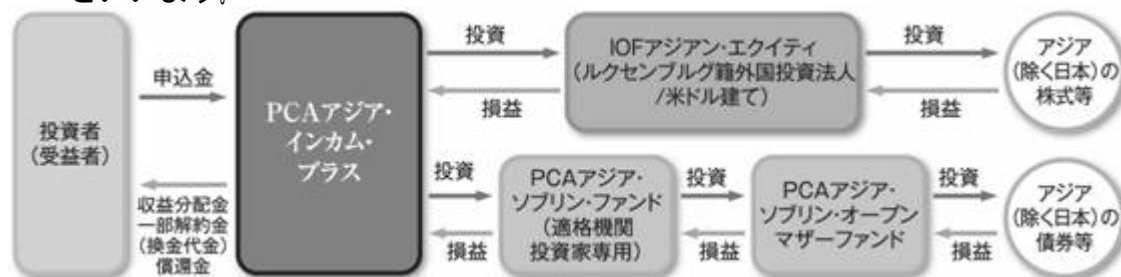 といいます。
投資者
(受益者)
申込金
収益分配金
一部解約金
(換金代金)
償還金
PCAアジア・
インカム・
プラス
投資
損益
IOFアジアン・エクイティ
(ルクセンブルグ籍外国投資法人
/米ドル建て)
投資
損益
アジア
(除く日本)の
株式等
投資
損益
PCAアジア・
ソブリン・ファンド
(適格機関
投資家専用)
投資
損益
PCAアジア・
ソブリン・オープン
マザーファンド
投資
損益
アジア
(除く日本)の
債券等